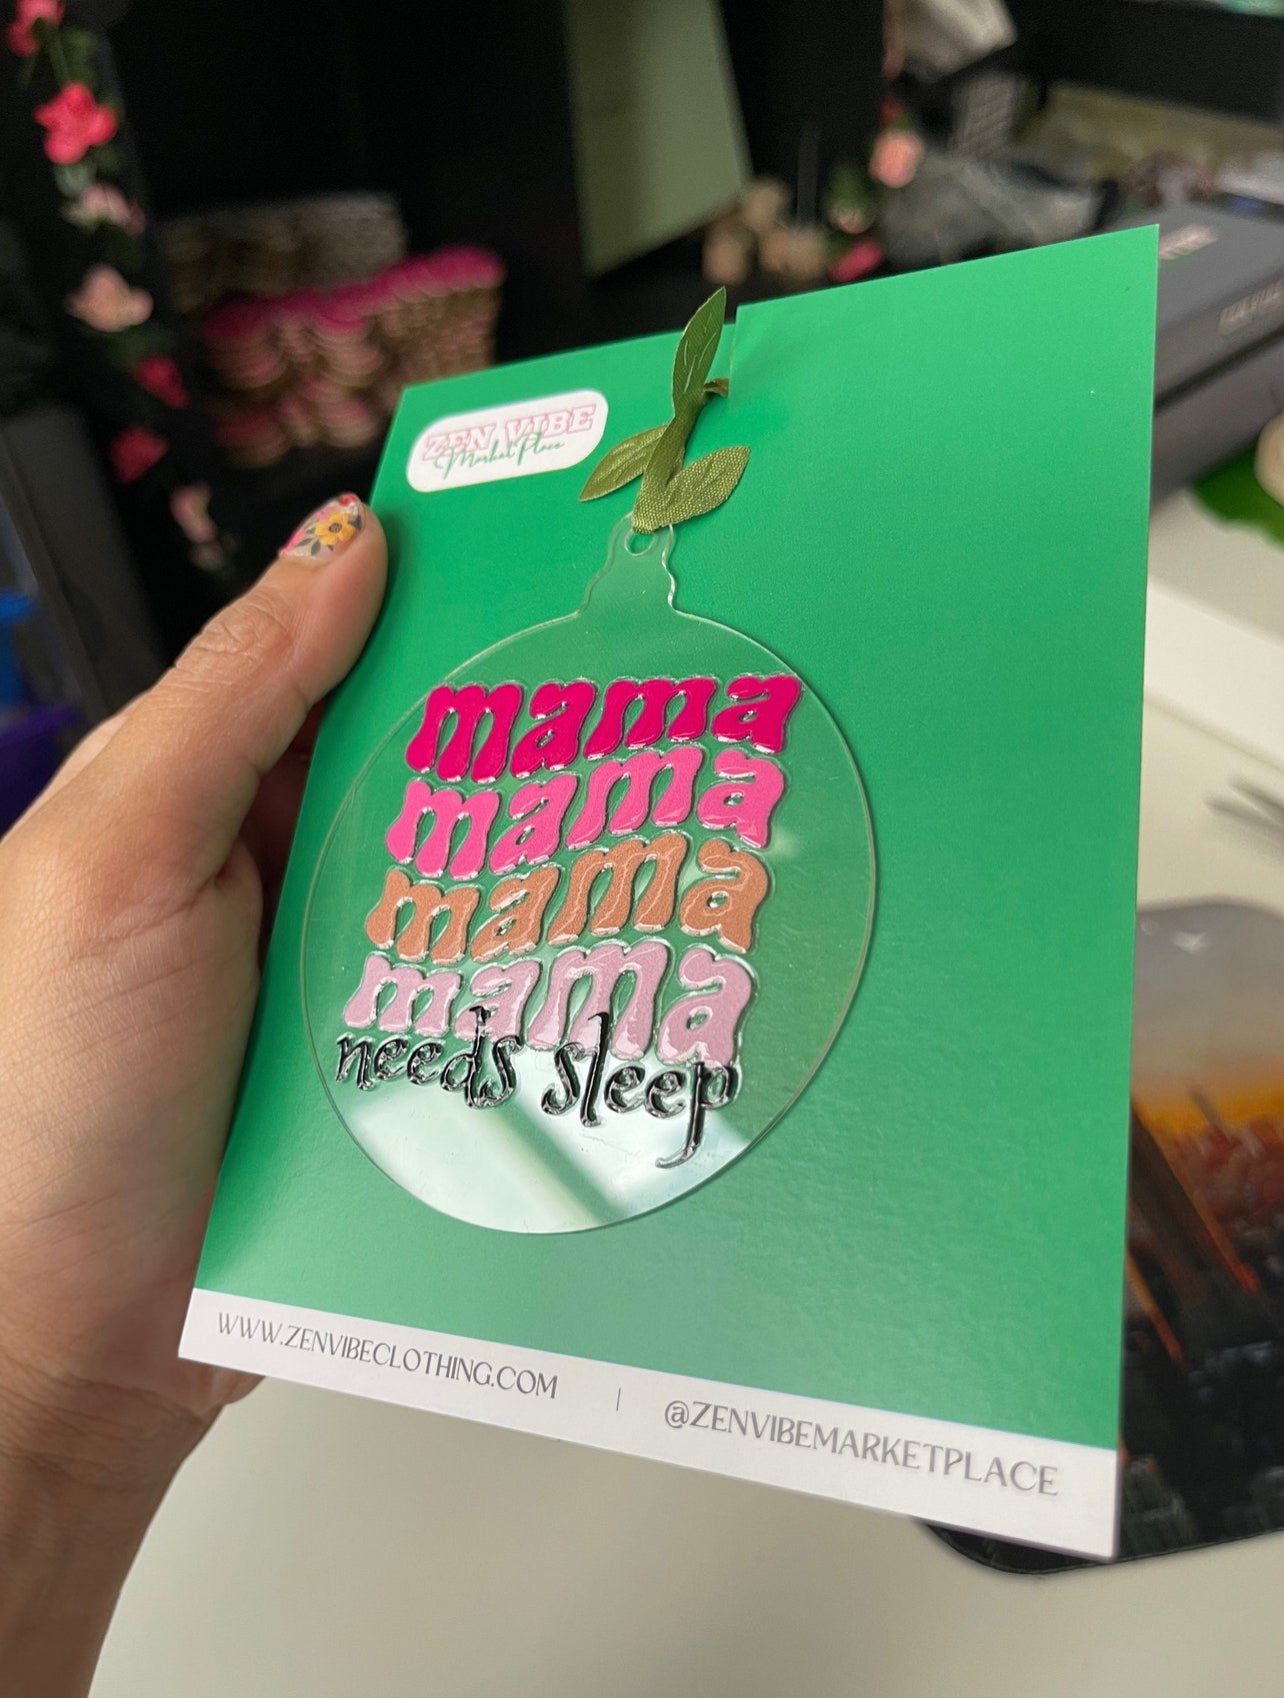 ZEN VIBE
Market Place
mama
mama
mama
mama
needs sleep
WWW.ZENVIBECLOTHING.COM | @ZENVIBEMARKETPLACE